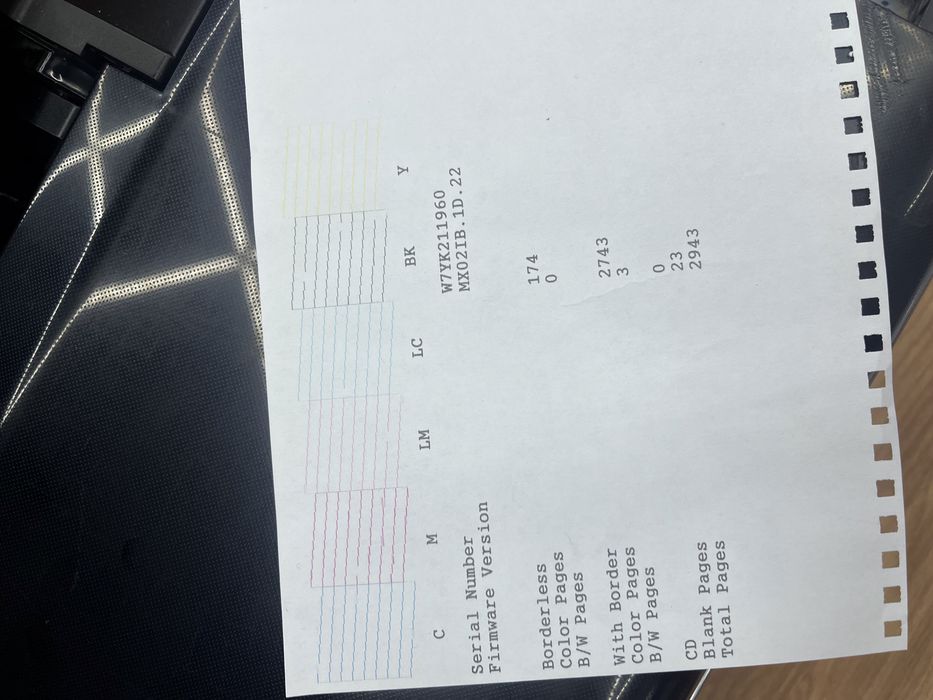 C M LM LC BK Y
Serial Number W7YK211960
Firmware Version MX02IB.1D.22
Borderless
Color Pages 174
B/W Pages 0
With Border
Color Pages 2743
B/W Pages 3
CD 0
Blank Pages 23
Total Pages 2943